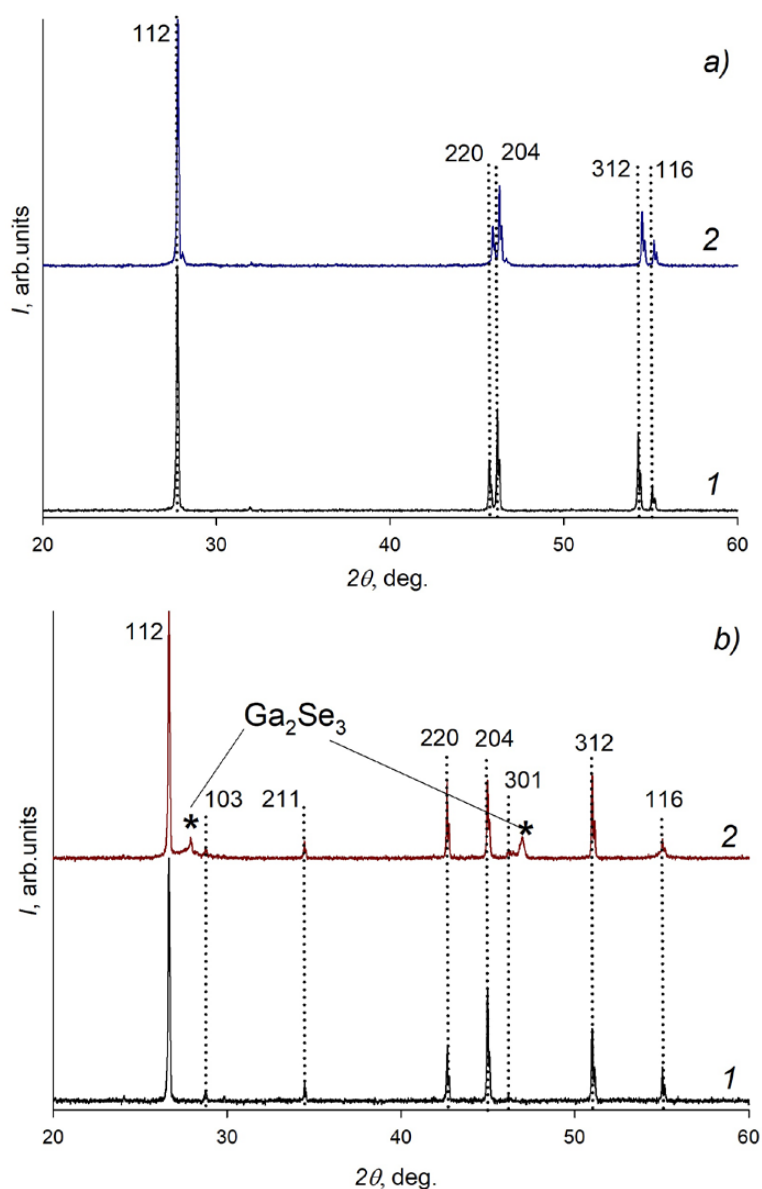 112
a)
220 204
312 116
2
1
I, arb.units
20 30 40 50 60
2θ, deg.
b)
112
Ga₂Se₃
220 204 312
301
103 211
116
* *
2
1
I, arb.units
20 30 40 50 60
2θ, deg.